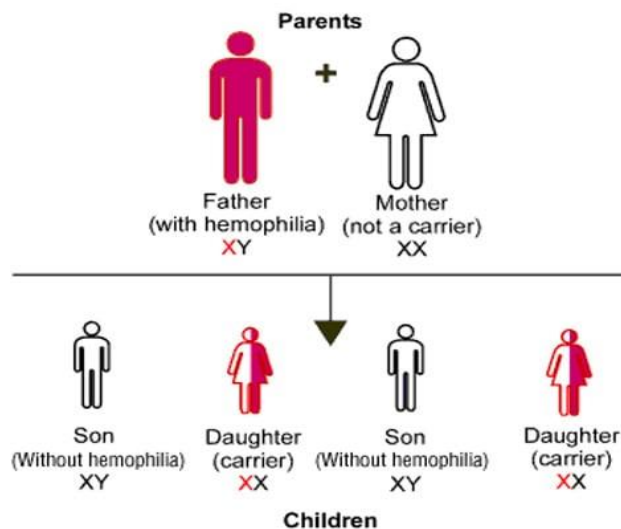 Parents
+
Father Mother
(with hemophilia) (not a carrier)
XY XX
Son Daughter Son Daughter
(Without hemophilia) (carrier) (Without hemophilia) (carrier)
XY XX XY XX
Children